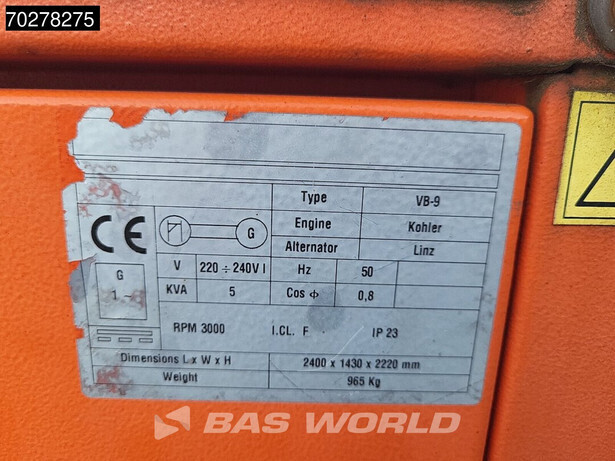 70278275
Type VB-9
CE G Engine Kohler
Alternator Linz
G V 220 ÷ 240V I Hz 50
1 ~ KVA 5 Cos ϕ 0,8
RPM 3000 I.CL. F IP 23
Dimensions L x W x H 2400 x 1430 x 2220 mm
Weight 965 Kg
BAS WORLD